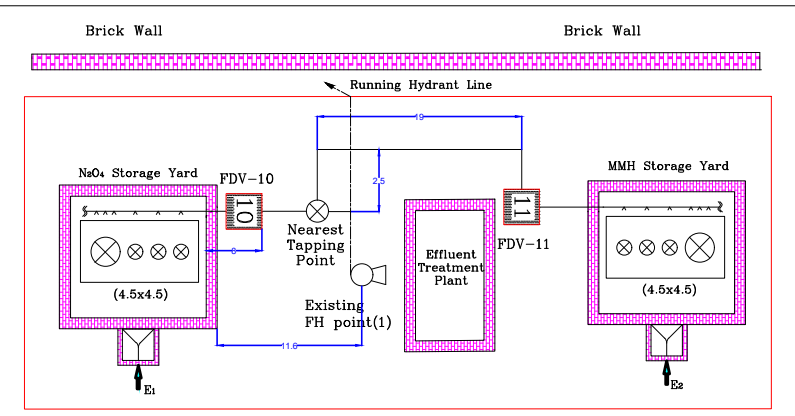 Brick Wall
Brick Wall
Running Hydrant Line
19
N2O4 Storage Yard
FDV-10
10
2.5
MMH Storage Yard
11
FDV-11
Nearest
Tapping
Point
6
Effluent
Treatment
Plant
(4.5x4.5)
(4.5x4.5)
Existing
FH point(1)
11.6
E1
E2